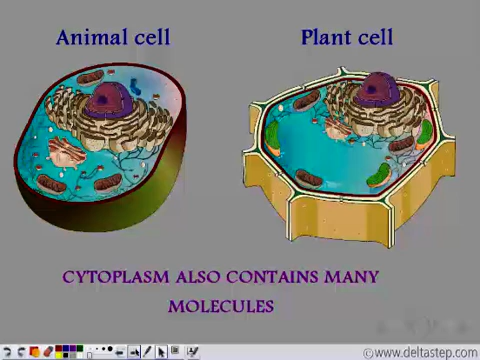 Animal cell
Plant cell
CYTOPLASM ALSO CONTAINS MANY
MOLECULES
©www.deltastep.com